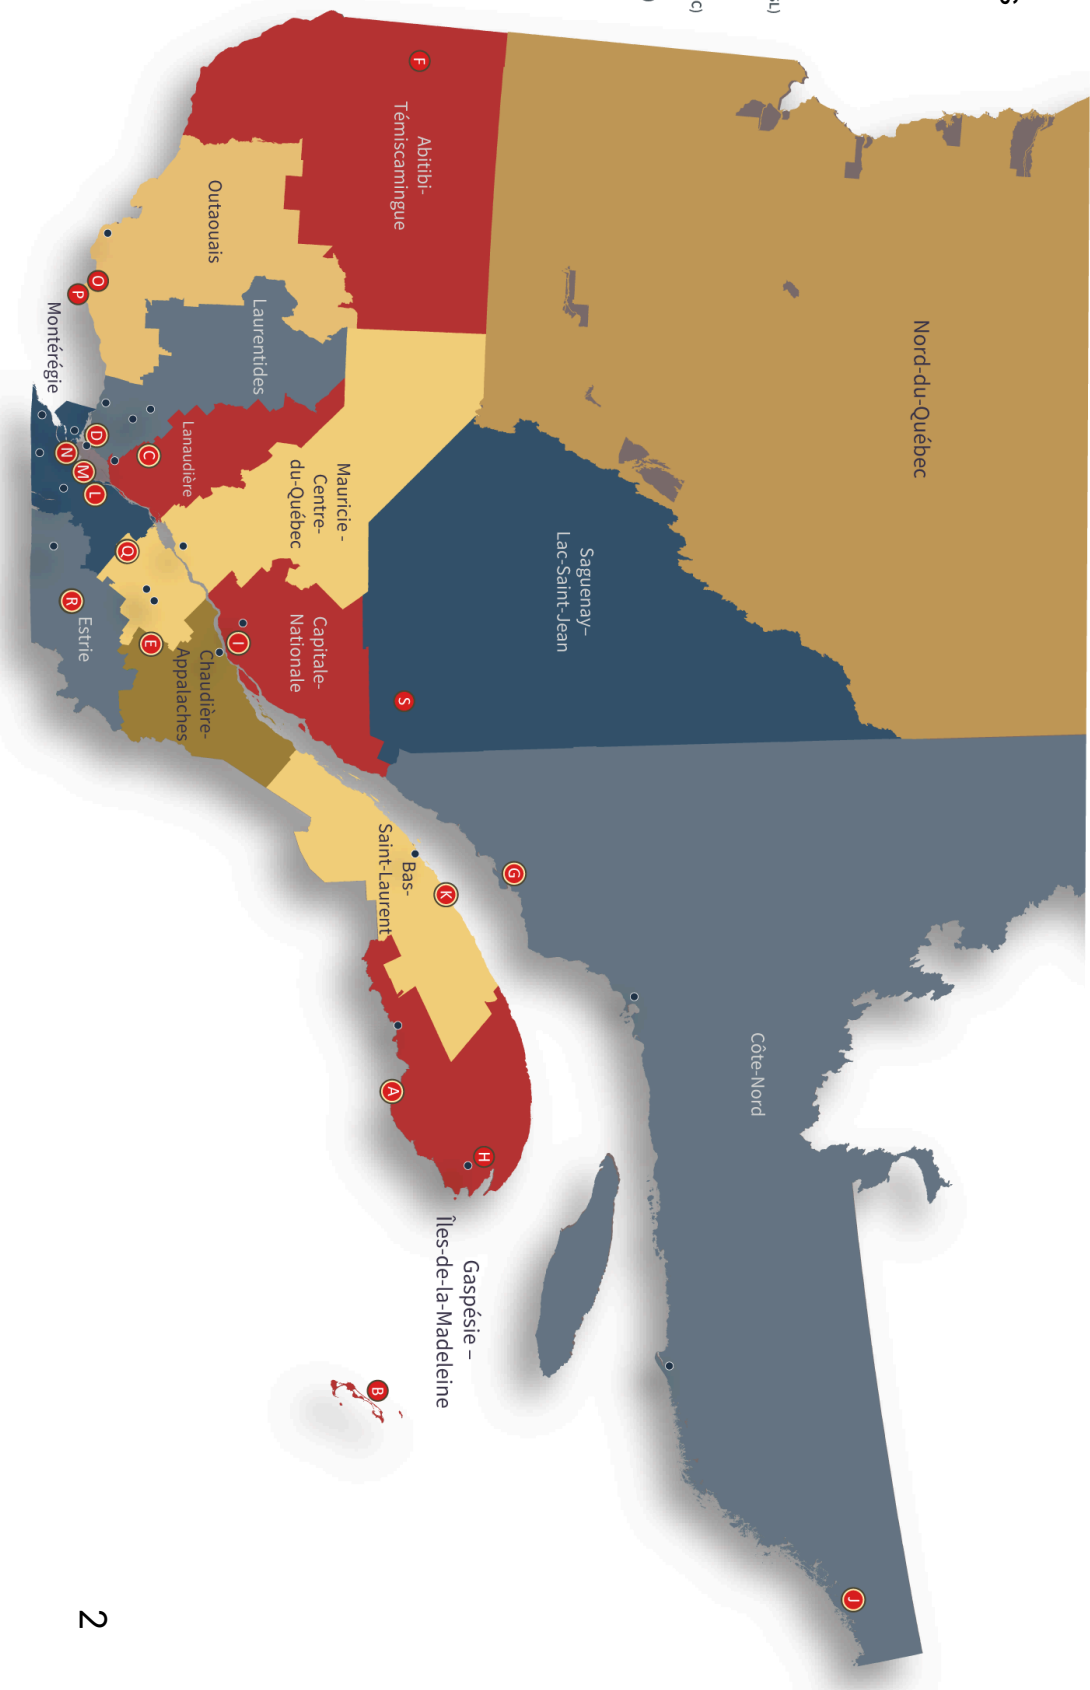 Nord-du-Québec
F
Abitibi-
Témiscamingue
Outaouais
Laurentides
O
P
Montérégie
Lanaudière
Mauricie -
Centre-
du-Québec
Saguenay–
Lac-Saint-Jean
D
C
N
M
L
Q
R
Estrie
E
I
Capitale-
Nationale
Chaudière-
Appalaches
S
Bas-
Saint-Laurent
K
G
Côte-Nord
A
H
Gaspésie –
Îles-de-la-Madeleine
B
J
2